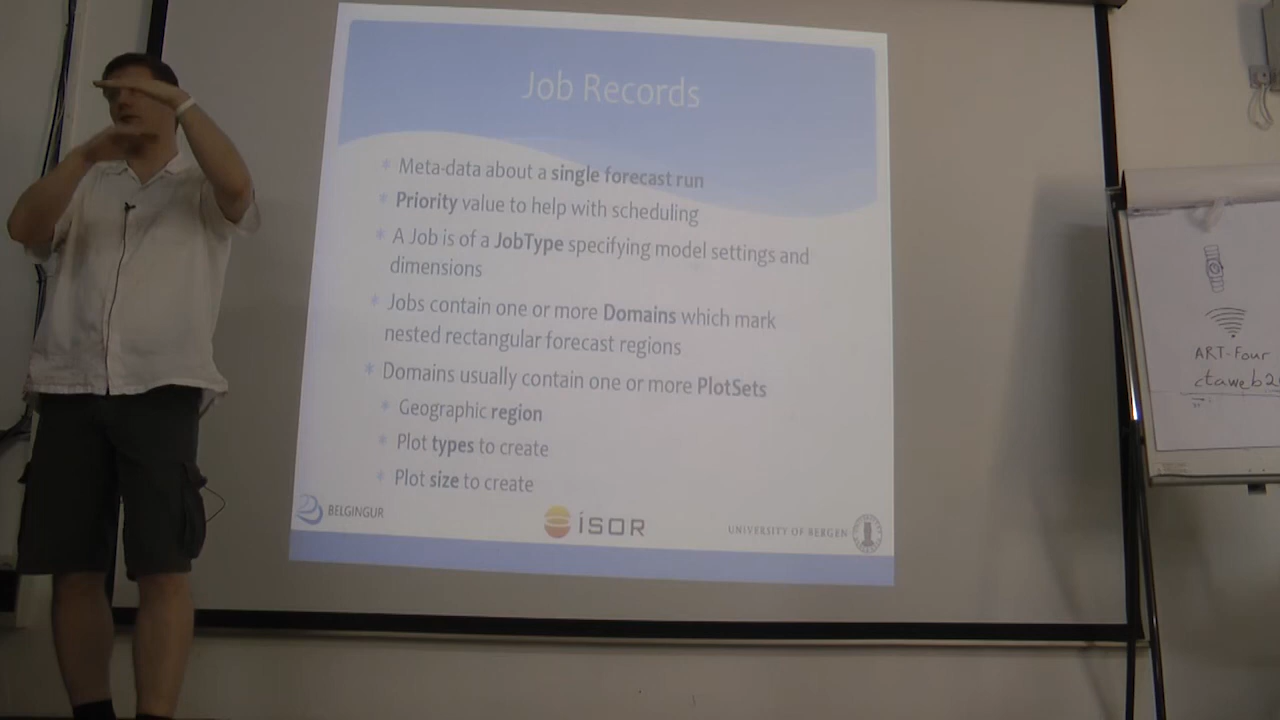 Job Records
* Meta-data about a single forecast run
* Priority value to help with scheduling
* A Job is of a JobType specifying model settings and
dimensions
* Jobs contain one or more Domains which mark
nested rectangular forecast regions
* Domains usually contain one or more PlotSets
* Geographic region
* Plot types to create
* Plot size to create
BELGINGUR
ÍSOR
UNIVERSITY OF BERGEN
ART-Four